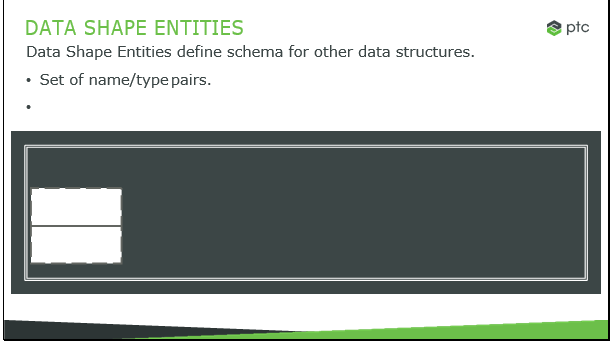 DATA SHAPE ENTITIES
ptc
Data Shape Entities define schema for other data structures.
• Set of name/type pairs.
•